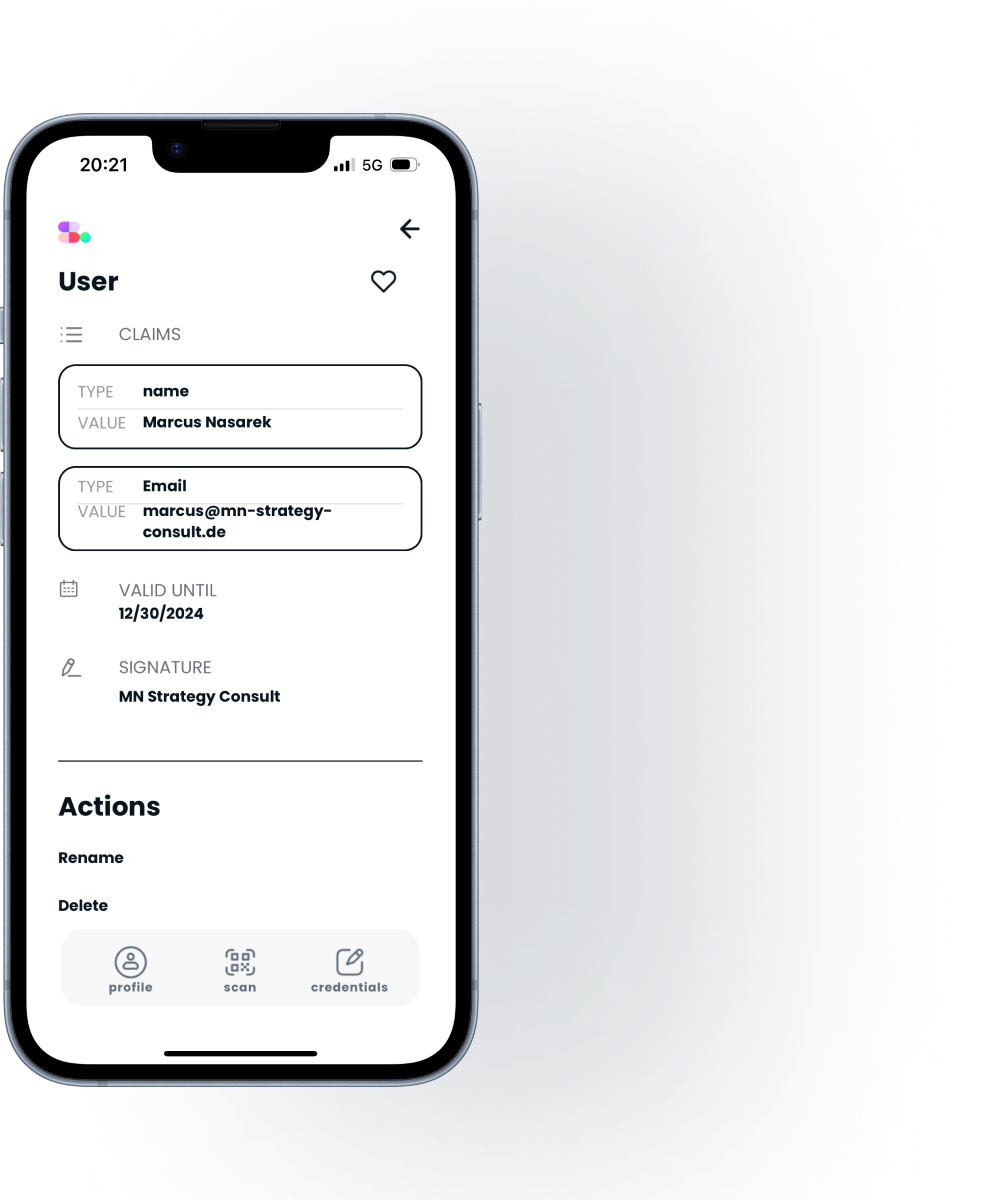 20:21 5G
User
CLAIMS
TYPE name
VALUE Marcus Nasarek
TYPE Email
VALUE marcus@mn-strategy-
consult.de
VALID UNTIL
12/30/2024
SIGNATURE
MN Strategy Consult
Actions
Rename
Delete
profile scan credentials